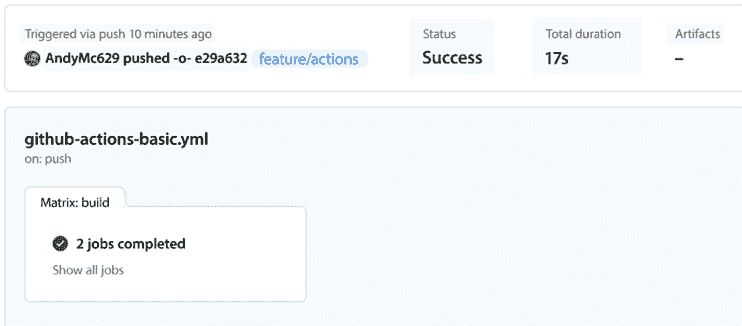 Triggered via push 10 minutes ago
AndyMc629 pushed -o- e29a632 feature/actions
Status
Success
Total duration
17s
Artifacts
–
github-actions-basic.yml
on: push
Matrix: build
2 jobs completed
Show all jobs